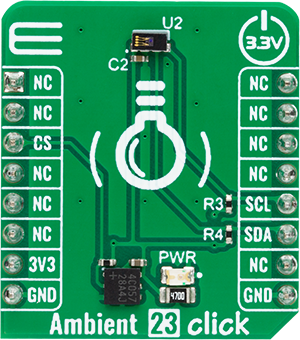 U2
3.3V
C2
NC NC
NC NC
CS NC
NC NC
NC R3 SCL
NC R4 SDA
3V3 PWR NC
GND 4700 GND
Ambient 23 click